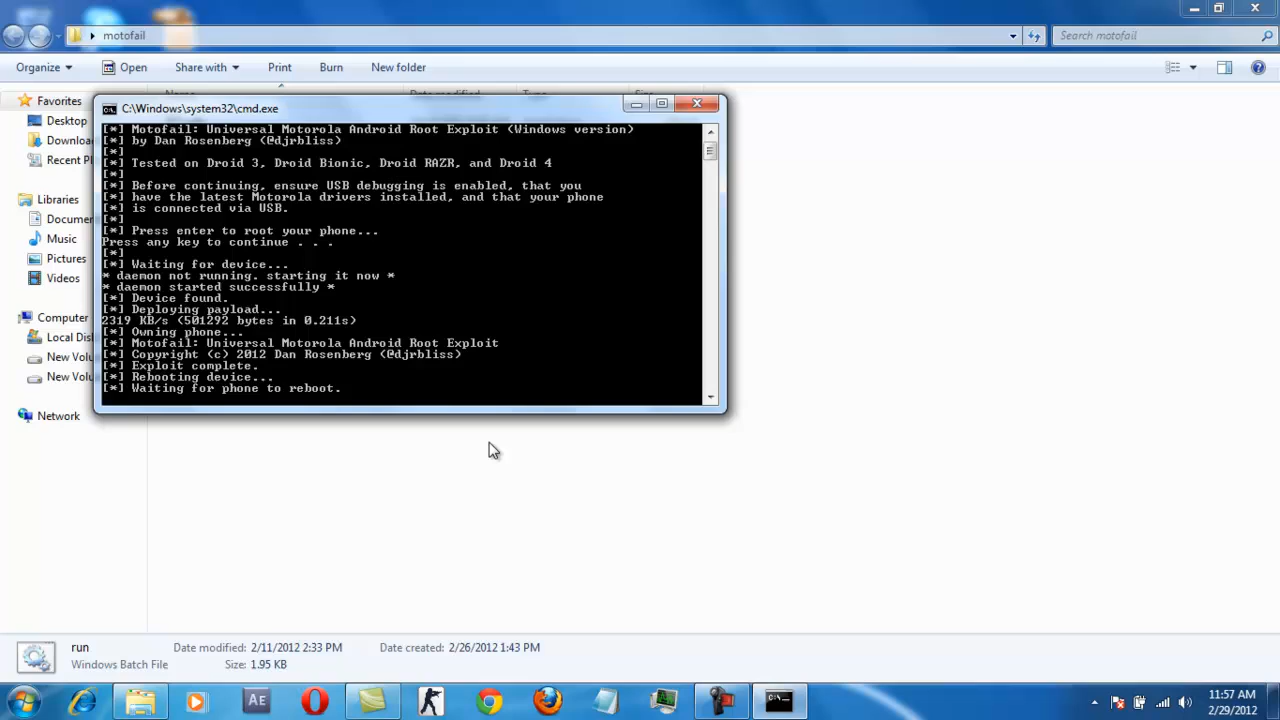 motofail
Search motofail
Organize
Open
Share with
Print
Burn
New folder
Favorites
Desktop
Recent
Libraries
Music
Pictures
Videos
Computer
Network
C:\Windows\system32\cmd.exe
[*] Motofail: Universal Motorola Android Root Exploit (Windows version)
[*] by Dan Rosenberg (@djrbliss)
[*]
[*] Tested on Droid 3, Droid Bionic, Droid RAZR, and Droid 4
[*]
[*] Before continuing, ensure USB debugging is enabled, that you
[*] have the latest Motorola drivers installed, and that your phone
[*] is connected via USB.
[*]
[*] Press enter to root your phone...
Press any key to continue . . .
[*]
[*] Waiting for device...
* daemon not running. starting it now *
* daemon started successfully *
[*] Device found.
[*] Deploying payload...
2319 KB/s (501292 bytes in 0.211s)
[*] Owning phone...
[*] Motofail: Universal Motorola Android Root Exploit
[*] Copyright (c) 2012 Dan Rosenberg (@djrbliss)
[*] Exploit complete.
[*] Rebooting device...
[*] Waiting for phone to reboot.
run
Date modified: 2/11/2012 2:33 PM
Date created: 2/26/2012 1:43 PM
Windows Batch File
Size: 1.95 KB
AE
11:57 AM
2/29/2012